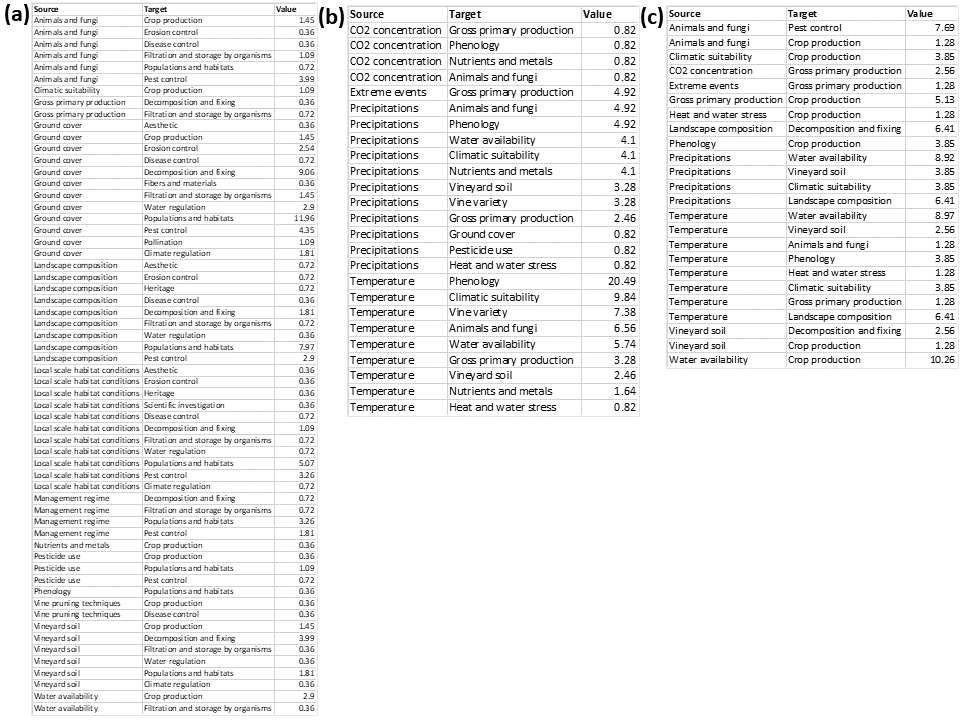 (a)
Source Target Value
Animals and fungi Crop production 1.45
Animals and fungi Erosion control 0.36
Animals and fungi Disease control 0.36
Animals and fungi Filtration and storage by organisms 1.09
Animals and fungi Populations and habitats 0.72
Animals and fungi Pest control 3.99
Climatic suitability Crop production 1.09
Gross primary production Decomposition and fixing 0.36
Gross primary production Filtration and storage by organisms 0.72
Ground cover Aesthetic 0.36
Ground cover Crop production 1.45
Ground cover Erosion control 2.54
Ground cover Disease control 0.72
Ground cover Decomposition and fixing 9.06
Ground cover Fibers and materials 0.36
Ground cover Filtration and storage by organisms 1.45
Ground cover Water regulation 2.9
Ground cover Populations and habitats 11.96
Ground cover Pest control 4.35
Ground cover Pollination 1.09
Ground cover Climate regulation 1.81
Landscape composition Aesthetic 0.72
Landscape composition Erosion control 0.72
Landscape composition Heritage 0.72
Landscape composition Disease control 0.36
Landscape composition Decomposition and fixing 1.81
Landscape composition Filtration and storage by organisms 0.72
Landscape composition Water regulation 0.36
Landscape composition Populations and habitats 7.97
Landscape composition Pest control 2.9
Local scale habitat conditions Aesthetic 0.36
Local scale habitat conditions Erosion control 0.36
Local scale habitat conditions Heritage 0.36
Local scale habitat conditions Scientific investigation 0.36
Local scale habitat conditions Disease control 0.72
Local scale habitat conditions Decomposition and fixing 1.09
Local scale habitat conditions Filtration and storage by organisms 0.72
Local scale habitat conditions Water regulation 0.72
Local scale habitat conditions Populations and habitats 5.07
Local scale habitat conditions Pest control 3.26
Local scale habitat conditions Climate regulation 0.72
Management regime Decomposition and fixing 0.72
Management regime Filtration and storage by organisms 0.72
Management regime Populations and habitats 3.26
Management regime Pest control 1.81
Nutrients and metals Crop production 0.36
Pesticide use Crop production 0.36
Pesticide use Populations and habitats 1.09
Pesticide use Pest control 0.72
Phenology Populations and habitats 0.36
Vine pruning techniques Crop production 0.36
Vine pruning techniques Disease control 0.36
Vineyard soil Crop production 1.45
Vineyard soil Decomposition and fixing 3.99
Vineyard soil Filtration and storage by organisms 0.36
Vineyard soil Water regulation 0.36
Vineyard soil Populations and habitats 1.81
Vineyard soil Climate regulation 0.36
Water availability Crop production 2.9
Water availability Filtration and storage by organisms 0.36
(b)
Source Target Value
CO2 concentration Gross primary production 0.82
CO2 concentration Phenology 0.82
CO2 concentration Nutrients and metals 0.82
CO2 concentration Animals and fungi 0.82
Extreme events Gross primary production 4.92
Precipitations Animals and fungi 4.92
Precipitations Phenology 4.92
Precipitations Water availability 4.1
Precipitations Climatic suitability 4.1
Precipitations Nutrients and metals 4.1
Precipitations Vineyard soil 3.28
Precipitations Vine variety 3.28
Precipitations Gross primary production 2.46
Precipitations Ground cover 0.82
Precipitations Pesticide use 0.82
Precipitations Heat and water stress 0.82
Temperature Phenology 20.49
Temperature Climatic suitability 9.84
Temperature Vine variety 7.38
Temperature Animals and fungi 6.56
Temperature Water availability 5.74
Temperature Gross primary production 3.28
Temperature Vineyard soil 2.46
Temperature Nutrients and metals 1.64
Temperature Heat and water stress 0.82
(c)
Source Target Value
Animals and fungi Pest control 7.69
Animals and fungi Crop production 1.28
Climatic suitability Crop production 3.85
CO2 concentration Gross primary production 2.56
Extreme events Gross primary production 1.28
Gross primary production Crop production 5.13
Heat and water stress Crop production 1.28
Landscape composition Decomposition and fixing 6.41
Phenology Crop production 3.85
Precipitations Water availability 8.92
Precipitations Vineyard soil 3.85
Precipitations Climatic suitability 3.85
Precipitations Landscape composition 6.41
Temperature Water availability 8.97
Temperature Vineyard soil 2.56
Temperature Animals and fungi 1.28
Temperature Phenology 3.85
Temperature Heat and water stress 1.28
Temperature Climatic suitability 3.85
Temperature Gross primary production 1.28
Temperature Landscape composition 6.41
Vineyard soil Decomposition and fixing 2.56
Vineyard soil Crop production 1.28
Water availability Crop production 10.26